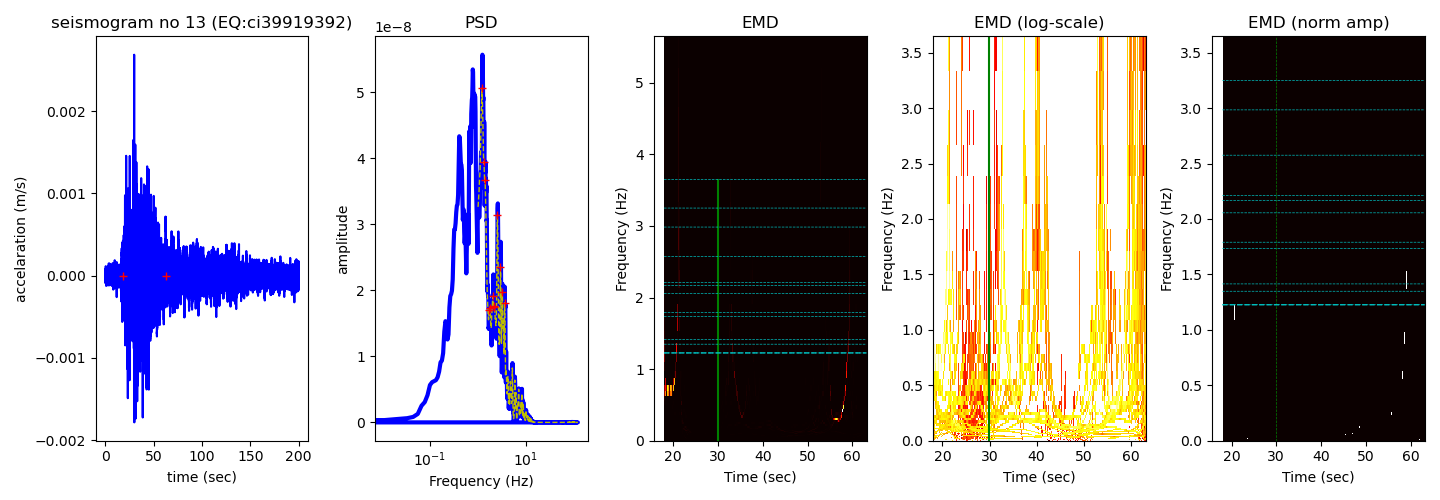 seismogram no 13 (EQ:ci39919392)
accelaration (m/s)
0.002
0.001
0.000
−0.001
−0.002
0 50 100 150 200
time (sec)
PSD
1e−8
amplitude
5
4
3
2
1
0
10⁻¹ 10¹
Frequency (Hz)
EMD
Frequency (Hz)
5
4
3
2
1
0
20 30 40 50 60
Time (sec)
EMD (log-scale)
Frequency (Hz)
3.5
3.0
2.5
2.0
1.5
1.0
0.5
0.0
20 30 40 50 60
Time (sec)
EMD (norm amp)
Frequency (Hz)
3.5
3.0
2.5
2.0
1.5
1.0
0.5
0.0
20 30 40 50 60
Time (sec)